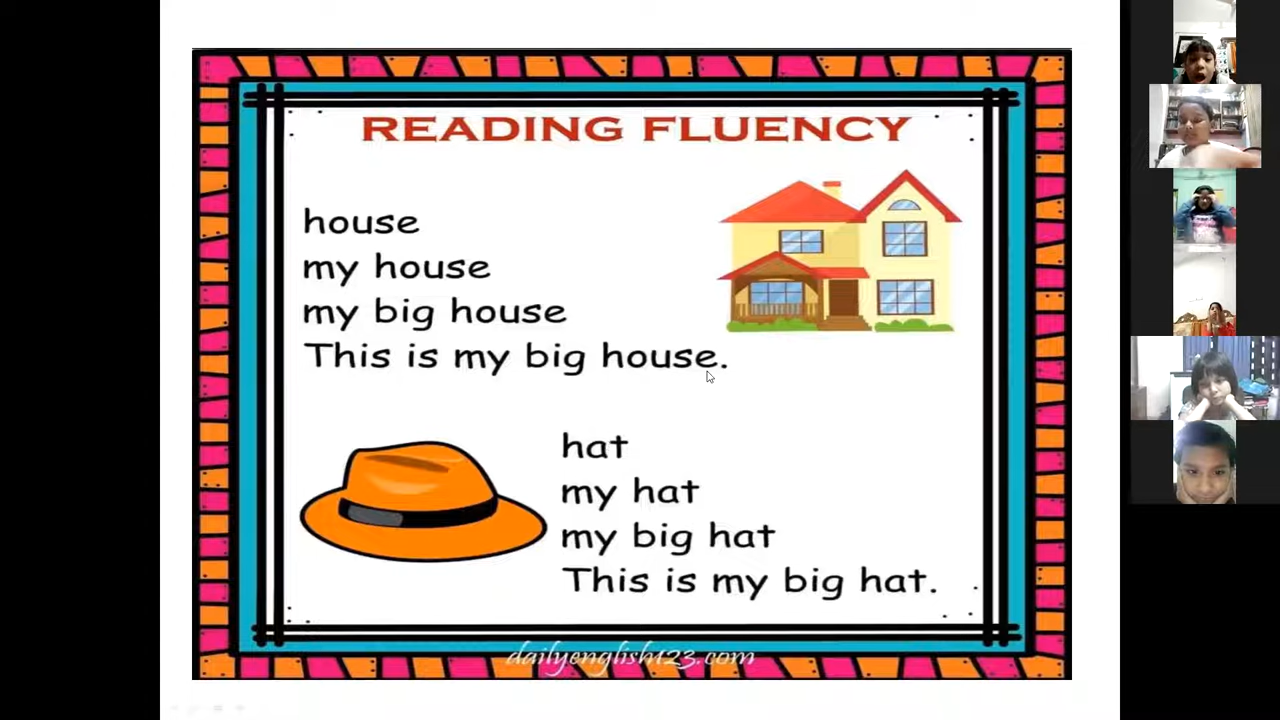 READING FLUENCY
house
my house
my big house
This is my big house.
hat
my hat
my big hat
This is my big hat.
dailyenglish123.com